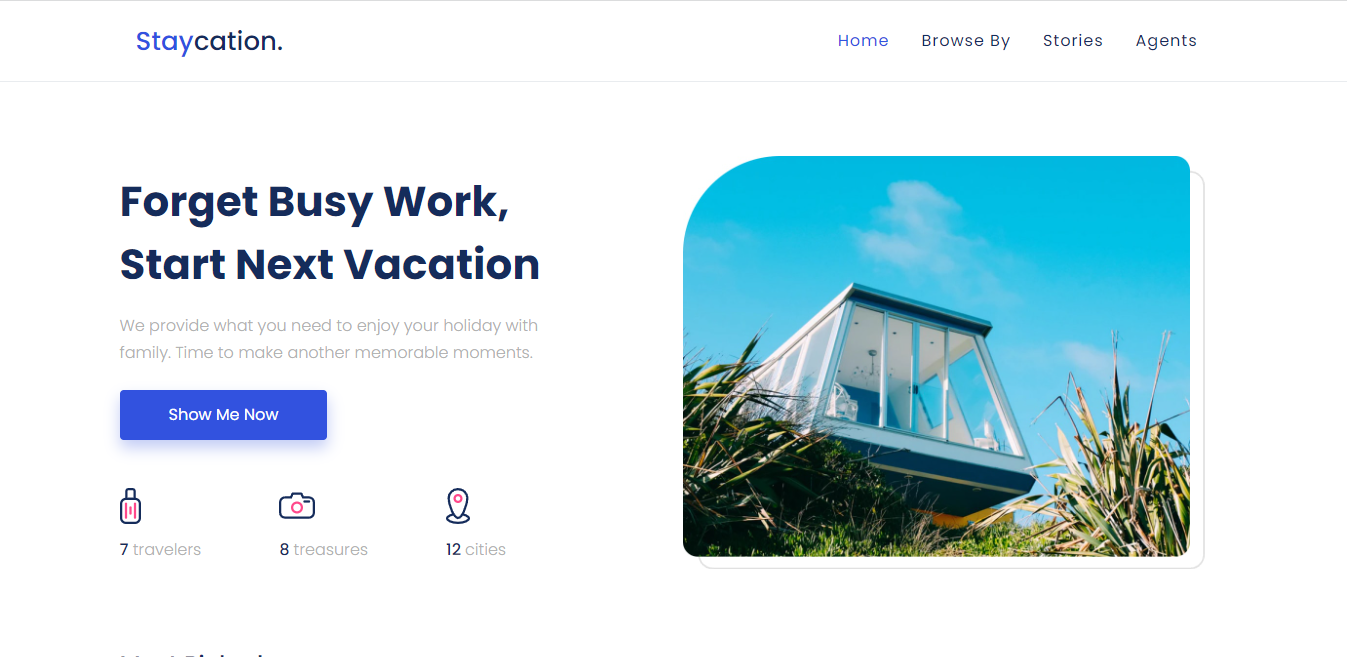 Staycation.
Home Browse By Stories Agents
Forget Busy Work,
Start Next Vacation
We provide what you need to enjoy your holiday with
family. Time to make another memorable moments.
Show Me Now
7 travelers 8 treasures 12 cities